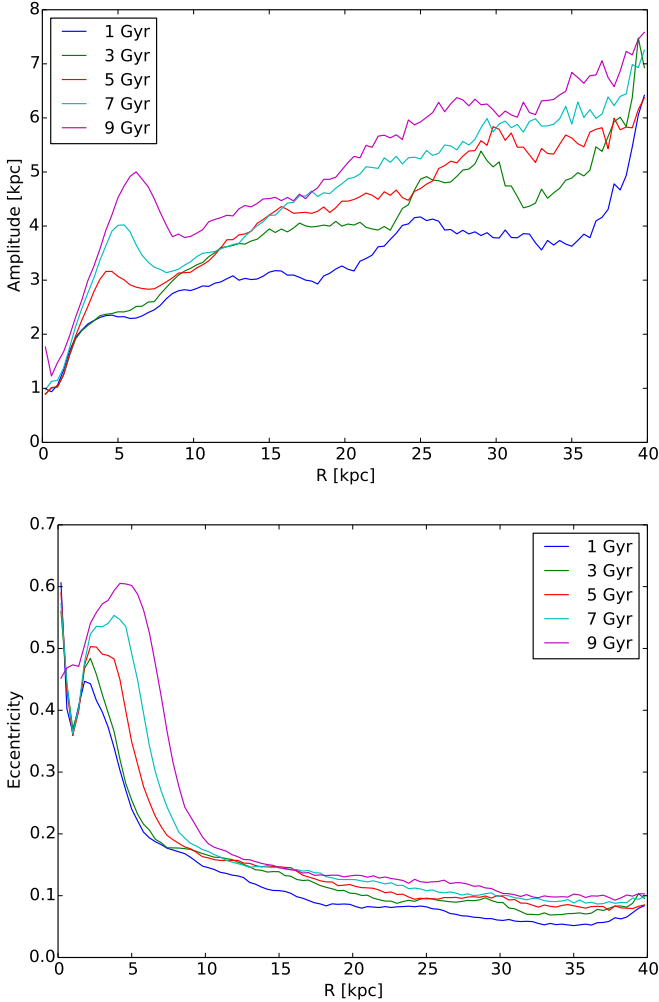 8
7
6
5
4
3
2
1
0
Amplitude [kpc]
1 Gyr
3 Gyr
5 Gyr
7 Gyr
9 Gyr
0 5 10 15 20 25 30 35 40
R [kpc]
0.7
0.6
0.5
0.4
0.3
0.2
0.1
0.0
Eccentricity
1 Gyr
3 Gyr
5 Gyr
7 Gyr
9 Gyr
0 5 10 15 20 25 30 35 40
R [kpc]